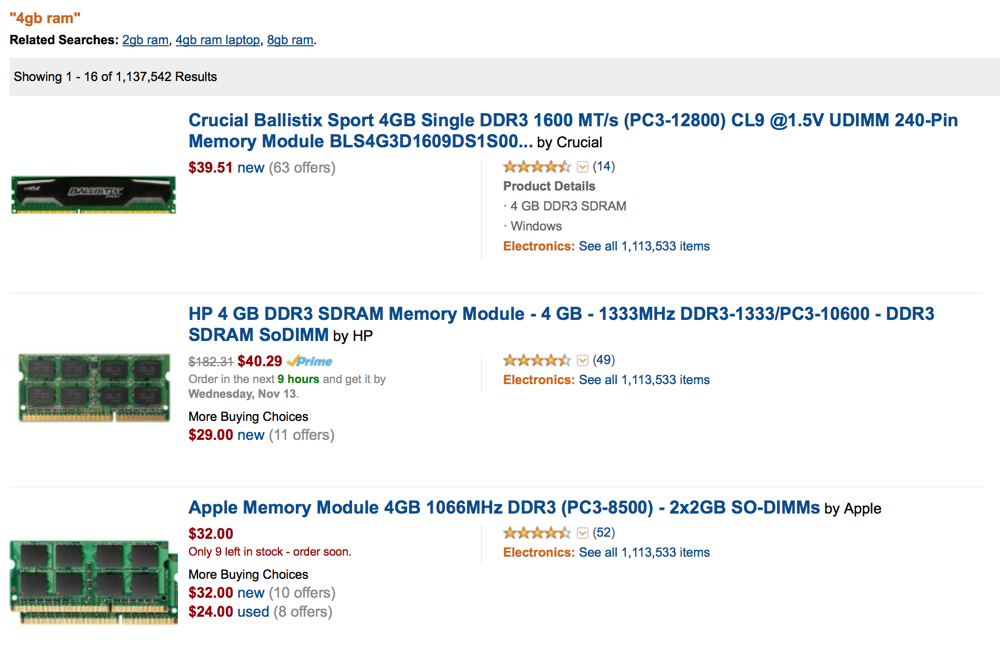 "4gb ram"
Related Searches: 2gb ram, 4gb ram laptop, 8gb ram.
Showing 1 - 16 of 1,137,542 Results
Crucial Ballistix Sport 4GB Single DDR3 1600 MT/s (PC3-12800) CL9 @1.5V UDIMM 240-Pin
Memory Module BLS4G3D1609DS1S00... by Crucial
$39.51 new (63 offers)
(14)
Product Details
· 4 GB DDR3 SDRAM
· Windows
Electronics: See all 1,113,533 items
crucial
BALLISTIX
SPORT
HP 4 GB DDR3 SDRAM Memory Module - 4 GB - 1333MHz DDR3-1333/PC3-10600 - DDR3
SDRAM SoDIMM by HP
$182.31 $40.29 Prime
Order in the next 9 hours and get it by
Wednesday, Nov 13.
More Buying Choices
$29.00 new (11 offers)
(49)
Electronics: See all 1,113,533 items
Apple Memory Module 4GB 1066MHz DDR3 (PC3-8500) - 2x2GB SO-DIMMs by Apple
$32.00
Only 9 left in stock - order soon.
More Buying Choices
$32.00 new (10 offers)
$24.00 used (8 offers)
(52)
Electronics: See all 1,113,533 items